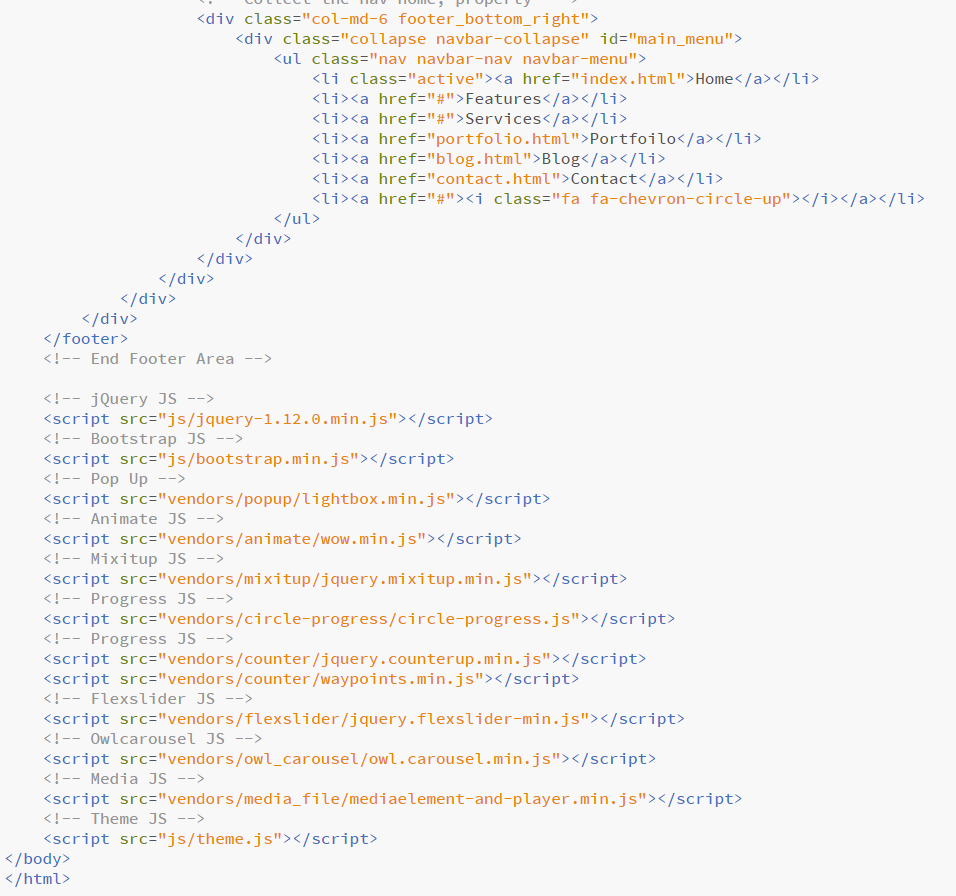 <div class="col-md-6 footer_bottom_right">
<div class="collapse navbar-collapse" id="main_menu">
<ul class="nav navbar-nav navbar-menu">
<li class="active"><a href="index.html">Home</a></li>
<li><a href="#">Features</a></li>
<li><a href="#">Services</a></li>
<li><a href="portfolio.html">Portfoilo</a></li>
<li><a href="blog.html">Blog</a></li>
<li><a href="contact.html">Contact</a></li>
<li><a href="#"><i class="fa fa-chevron-circle-up"></i></a></li>
</ul>
</div>
</div>
</div>
</div>
</div>
</footer>
<!-- End Footer Area -->
<!-- jQuery JS -->
<script src="js/jquery-1.12.0.min.js"></script>
<!-- Bootstrap JS -->
<script src="js/bootstrap.min.js"></script>
<!-- Pop Up -->
<script src="vendors/popup/lightbox.min.js"></script>
<!-- Animate JS -->
<script src="vendors/animate/wow.min.js"></script>
<!-- Mixitup JS -->
<script src="vendors/mixitup/jquery.mixitup.min.js"></script>
<!-- Progress JS -->
<script src="vendors/circle-progress/circle-progress.js"></script>
<!-- Progress JS -->
<script src="vendors/counter/jquery.counterup.min.js"></script>
<script src="vendors/counter/waypoints.min.js"></script>
<!-- Flexslider JS -->
<script src="vendors/flexslider/jquery.flexslider-min.js"></script>
<!-- Owlcarousel JS -->
<script src="vendors/owl_carousel/owl.carousel.min.js"></script>
<!-- Media JS -->
<script src="vendors/media_file/mediaelement-and-player.min.js"></script>
<!-- Theme JS -->
<script src="js/theme.js"></script>
</body>
</html>